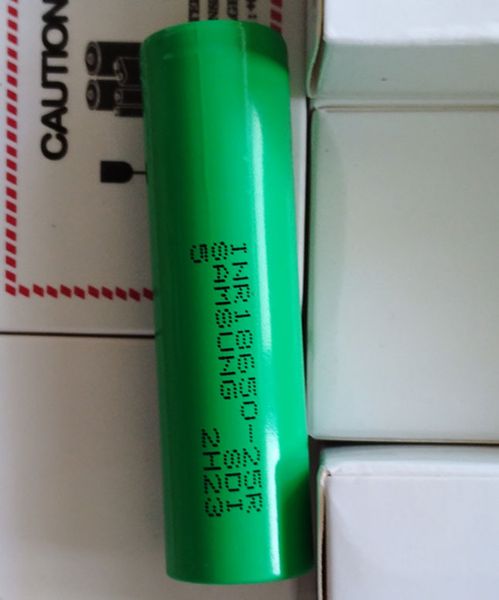 CAUTION
INR18650-25R
SAMSUNG SDI
5 2H23